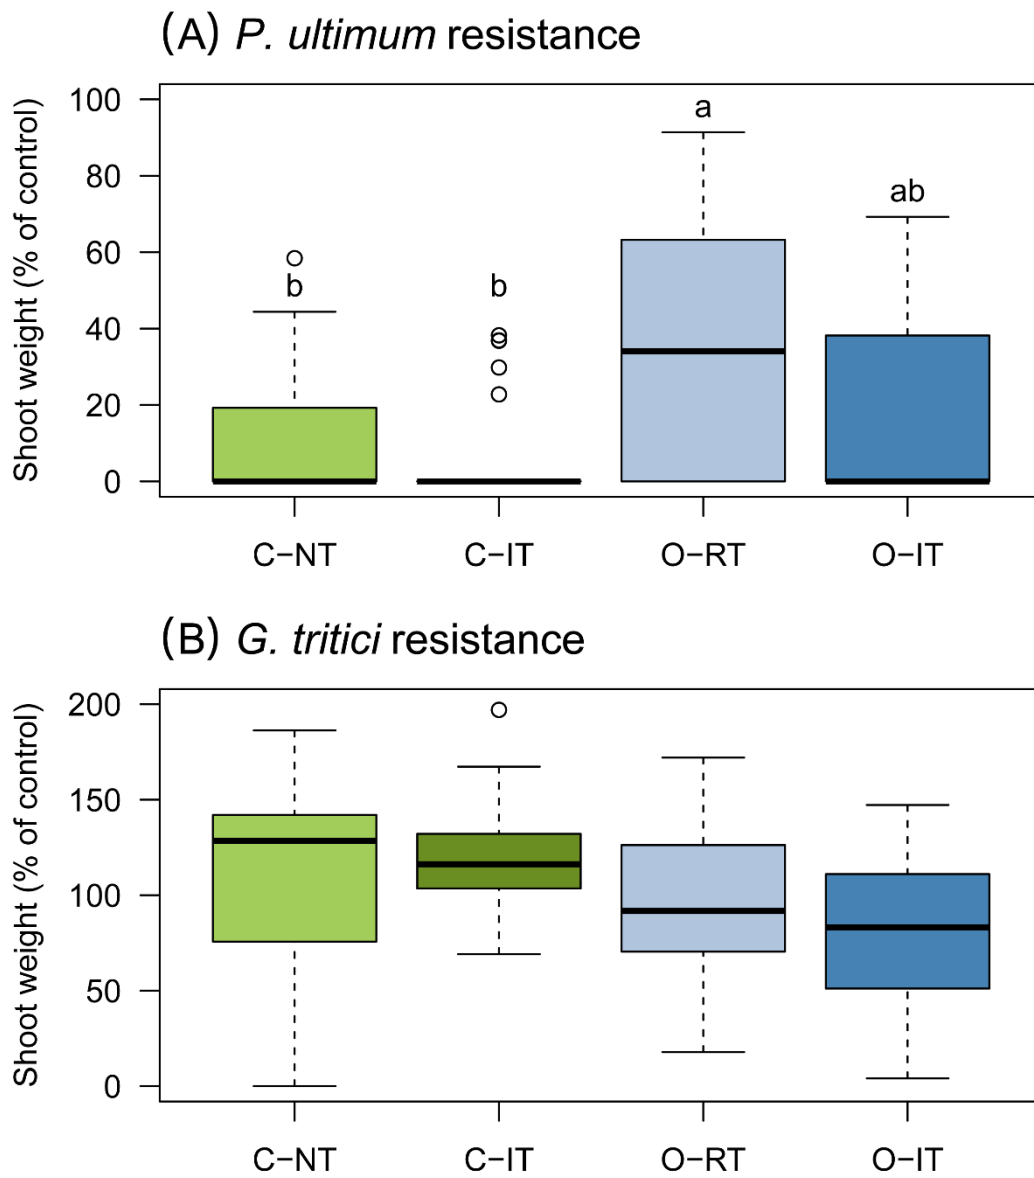 (A) P. ultimum resistance
Shoot weight (% of control)
100
80
60
40
20
0
a
ab
b
b
C−NT
C−IT
O−RT
O−IT
(B) G. tritici resistance
Shoot weight (% of control)
200
150
100
50
0
C−NT
C−IT
O−RT
O−IT